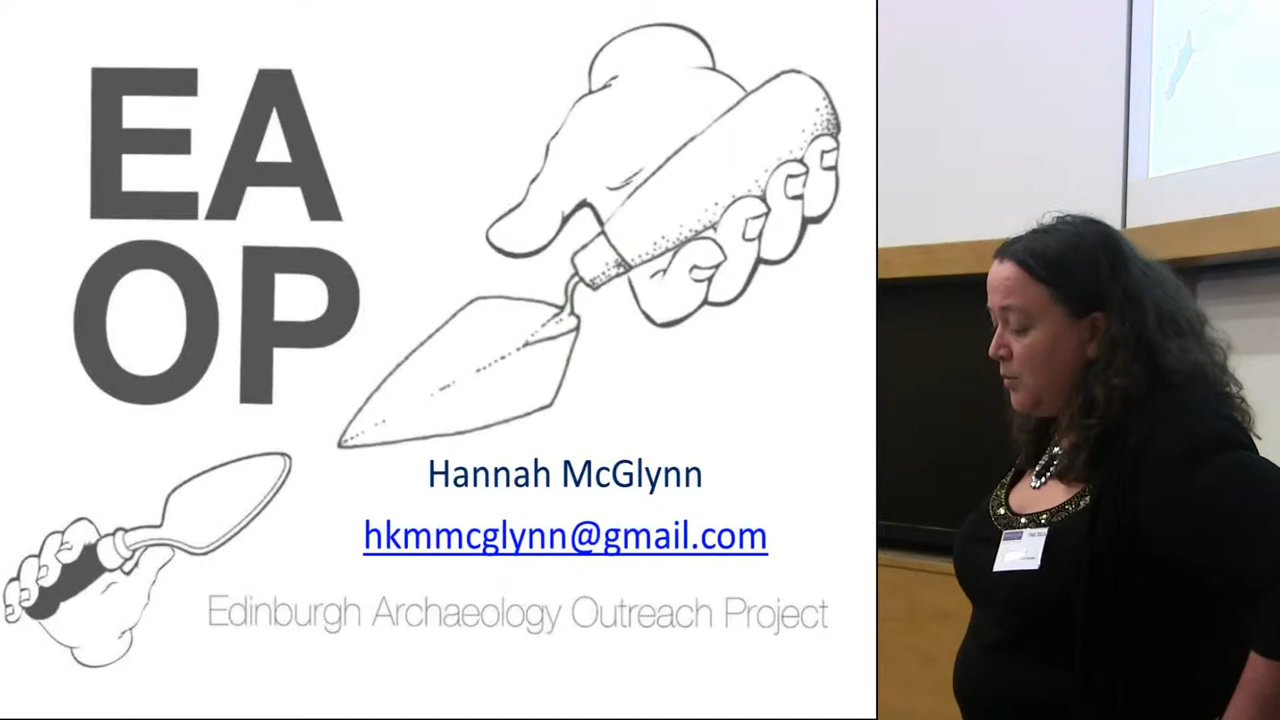 EA
OP
Hannah McGlynn
hkmmcglynn@gmail.com
Edinburgh Archaeology Outreach Project